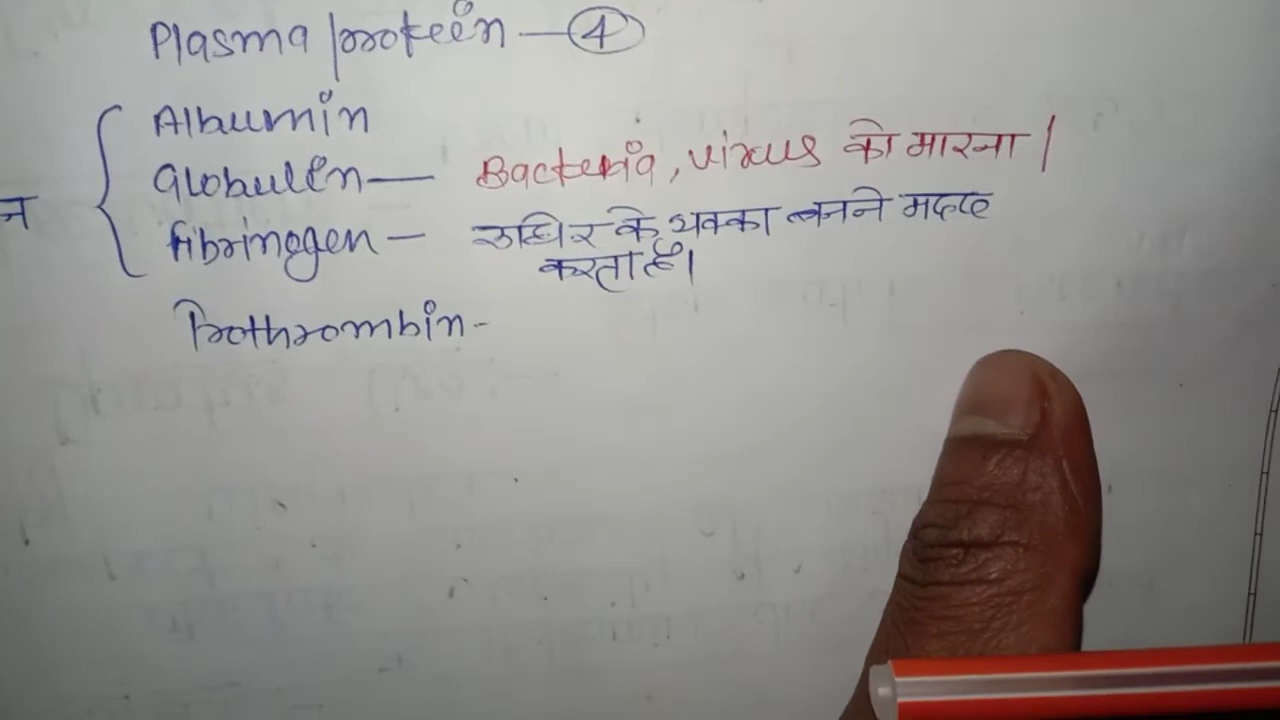 Plasma protein — 4
Albumin
Globulin — Bacteria, virus को मारना ।
न
fibrinogen — रुधिर के थक्का बनने मदद
करता है।
Prothrombin -